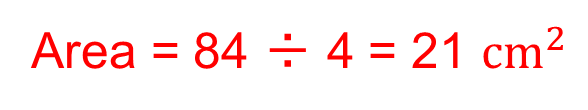 Area = 84 ÷ 4 = 21 cm²